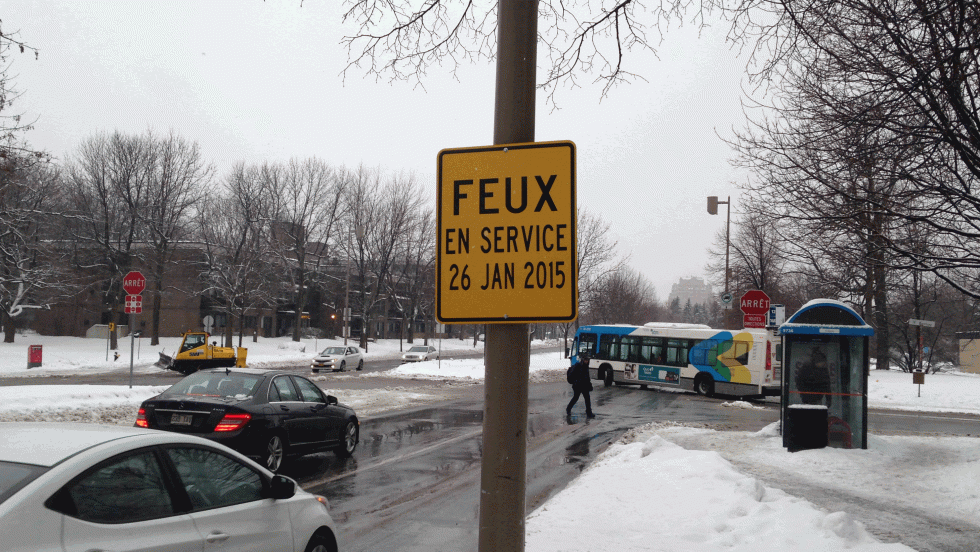 FEUX
EN SERVICE
26 JAN 2015
ARRÊT
ARRÊT